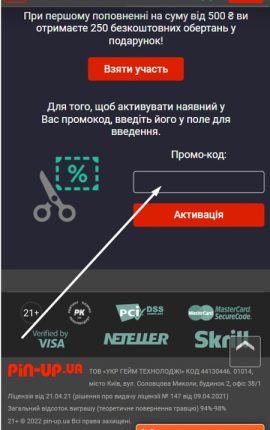 При першому поповненні на суму від 500 ₴ ви
отримаєте 250 безкоштовних обертань у
подарунок!
Взяти участь
Для того, щоб активувати наявний у
Вас промокод, введіть його у поле для
введення.
Промо-код:
%
Активація
21+
РК
PCI DSS
MasterCard
MasterCard.
SecureCode.
Verified by
VISA
NETELLER
Skrill
PiN-UP.UA
ТОВ «УКР ГЕЙМ ТЕХНОЛОДЖІ» КОД 44130446, 01014,
місто Київ, вул. Соловцова Миколи, будинок 2, офіс 38/1
Ліцензія від 21.04.21 (рішення про видачу ліцензії № 147 від 09.04.2021)
Загальний відсоток виграшу (теоретичне повернення гравцю) 94%-98%
21+ © 2022 pin-up.ua Всі права захищені.